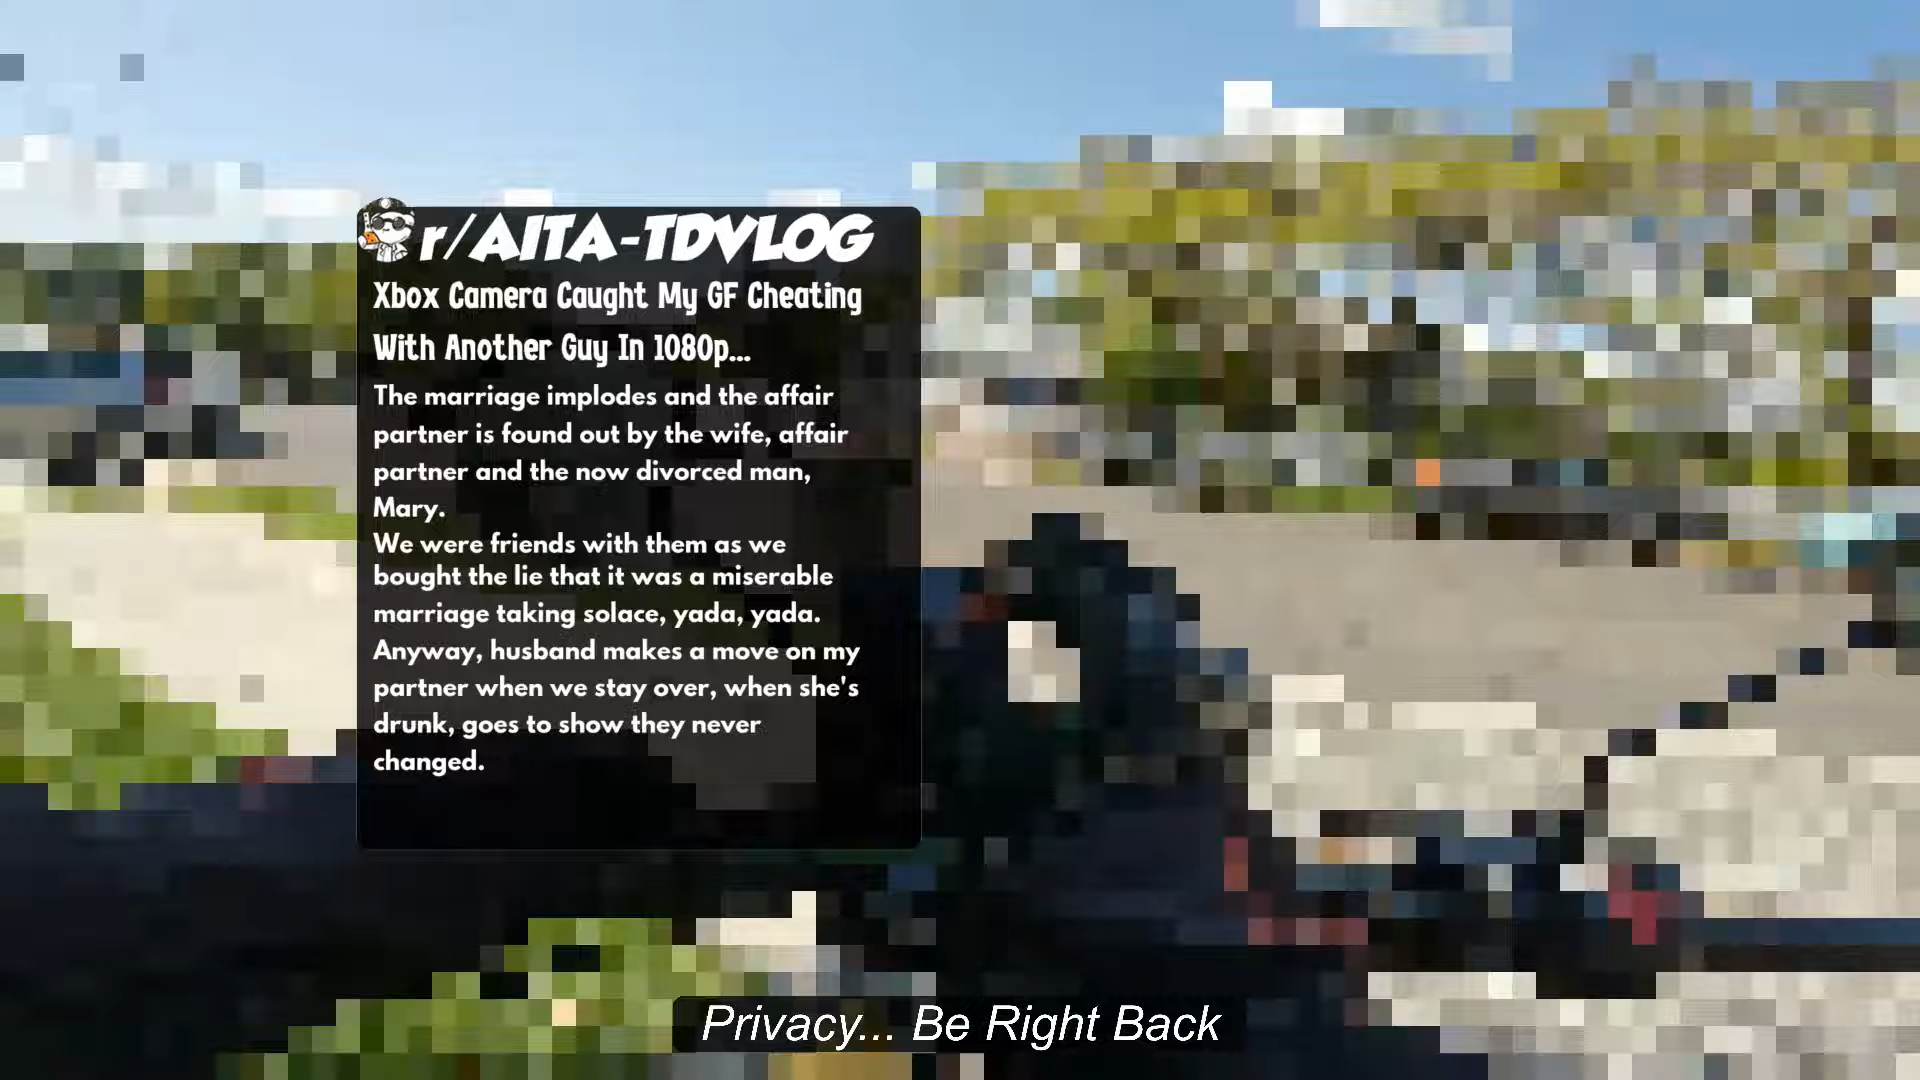 r/AITA-TDVLOG
Xbox Camera Caught My GF Cheating
With Another Guy In 1080p...
The marriage implodes and the affair
partner is found out by the wife, affair
partner and the now divorced man,
Mary.
We were friends with them as we
bought the lie that it was a miserable
marriage taking solace, yada, yada.
Anyway, husband makes a move on my
partner when we stay over, when she's
drunk, goes to show they never
changed.
Privacy... Be Right Back